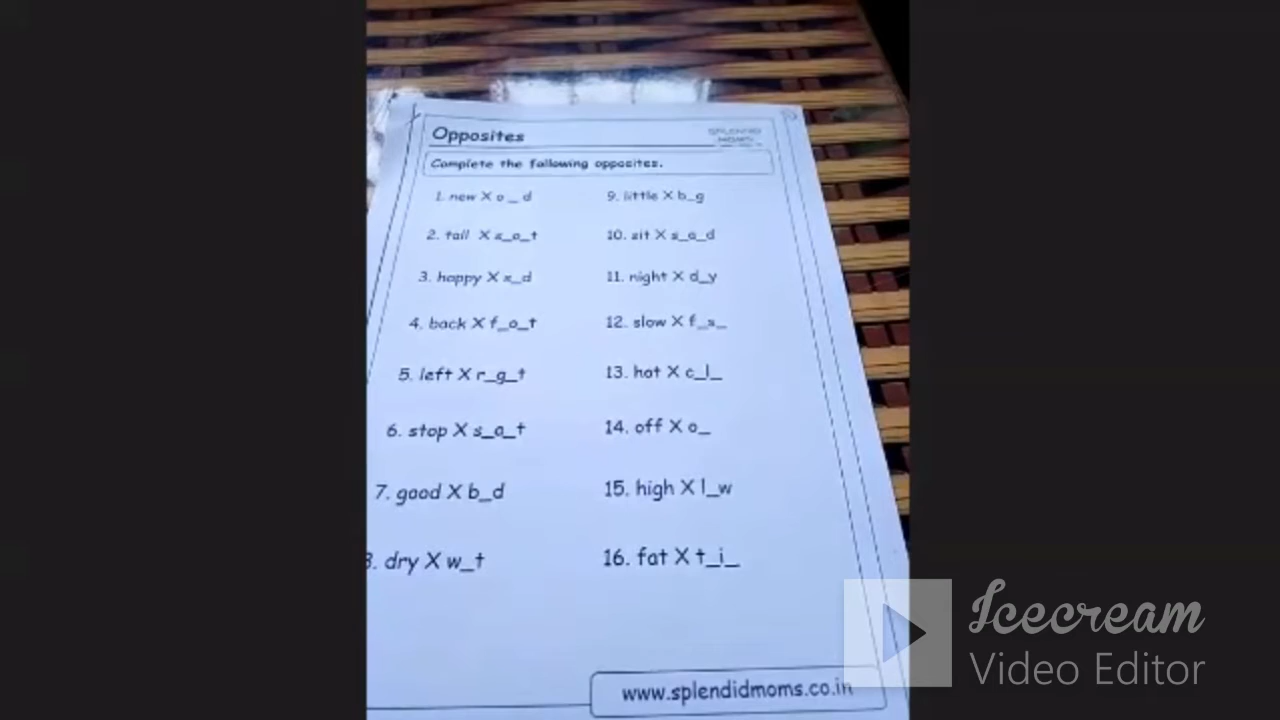 Opposites
SPLENDID
MOMS
Complete the following opposites.
1. new X o _ d
2. tall X s_o_t
3. happy X s_d
4. back X f_o_t
5. left X r_g_t
6. stop X s_a_t
7. good X b_d
8. dry X w_t
9. little X b_g
10. sit X s_a_d
11. night X d_y
12. slow X f_s_
13. hot X c_l_
14. off X o_
15. high X l_w
16. fat X t_i_
www.splendidmoms.co.in
Icecream
Video Editor